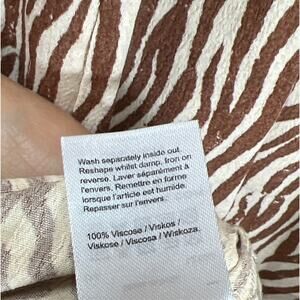 Wash separately inside out.
Reshape whilst damp, Iron on
reverse. Laver séparément à
l'envers. Remettre en forme
lorsque l'article est humide.
Repasser sur l'envers.
100% Viscose / Viskos /
Viskose / Viscosa / Wiskoza.